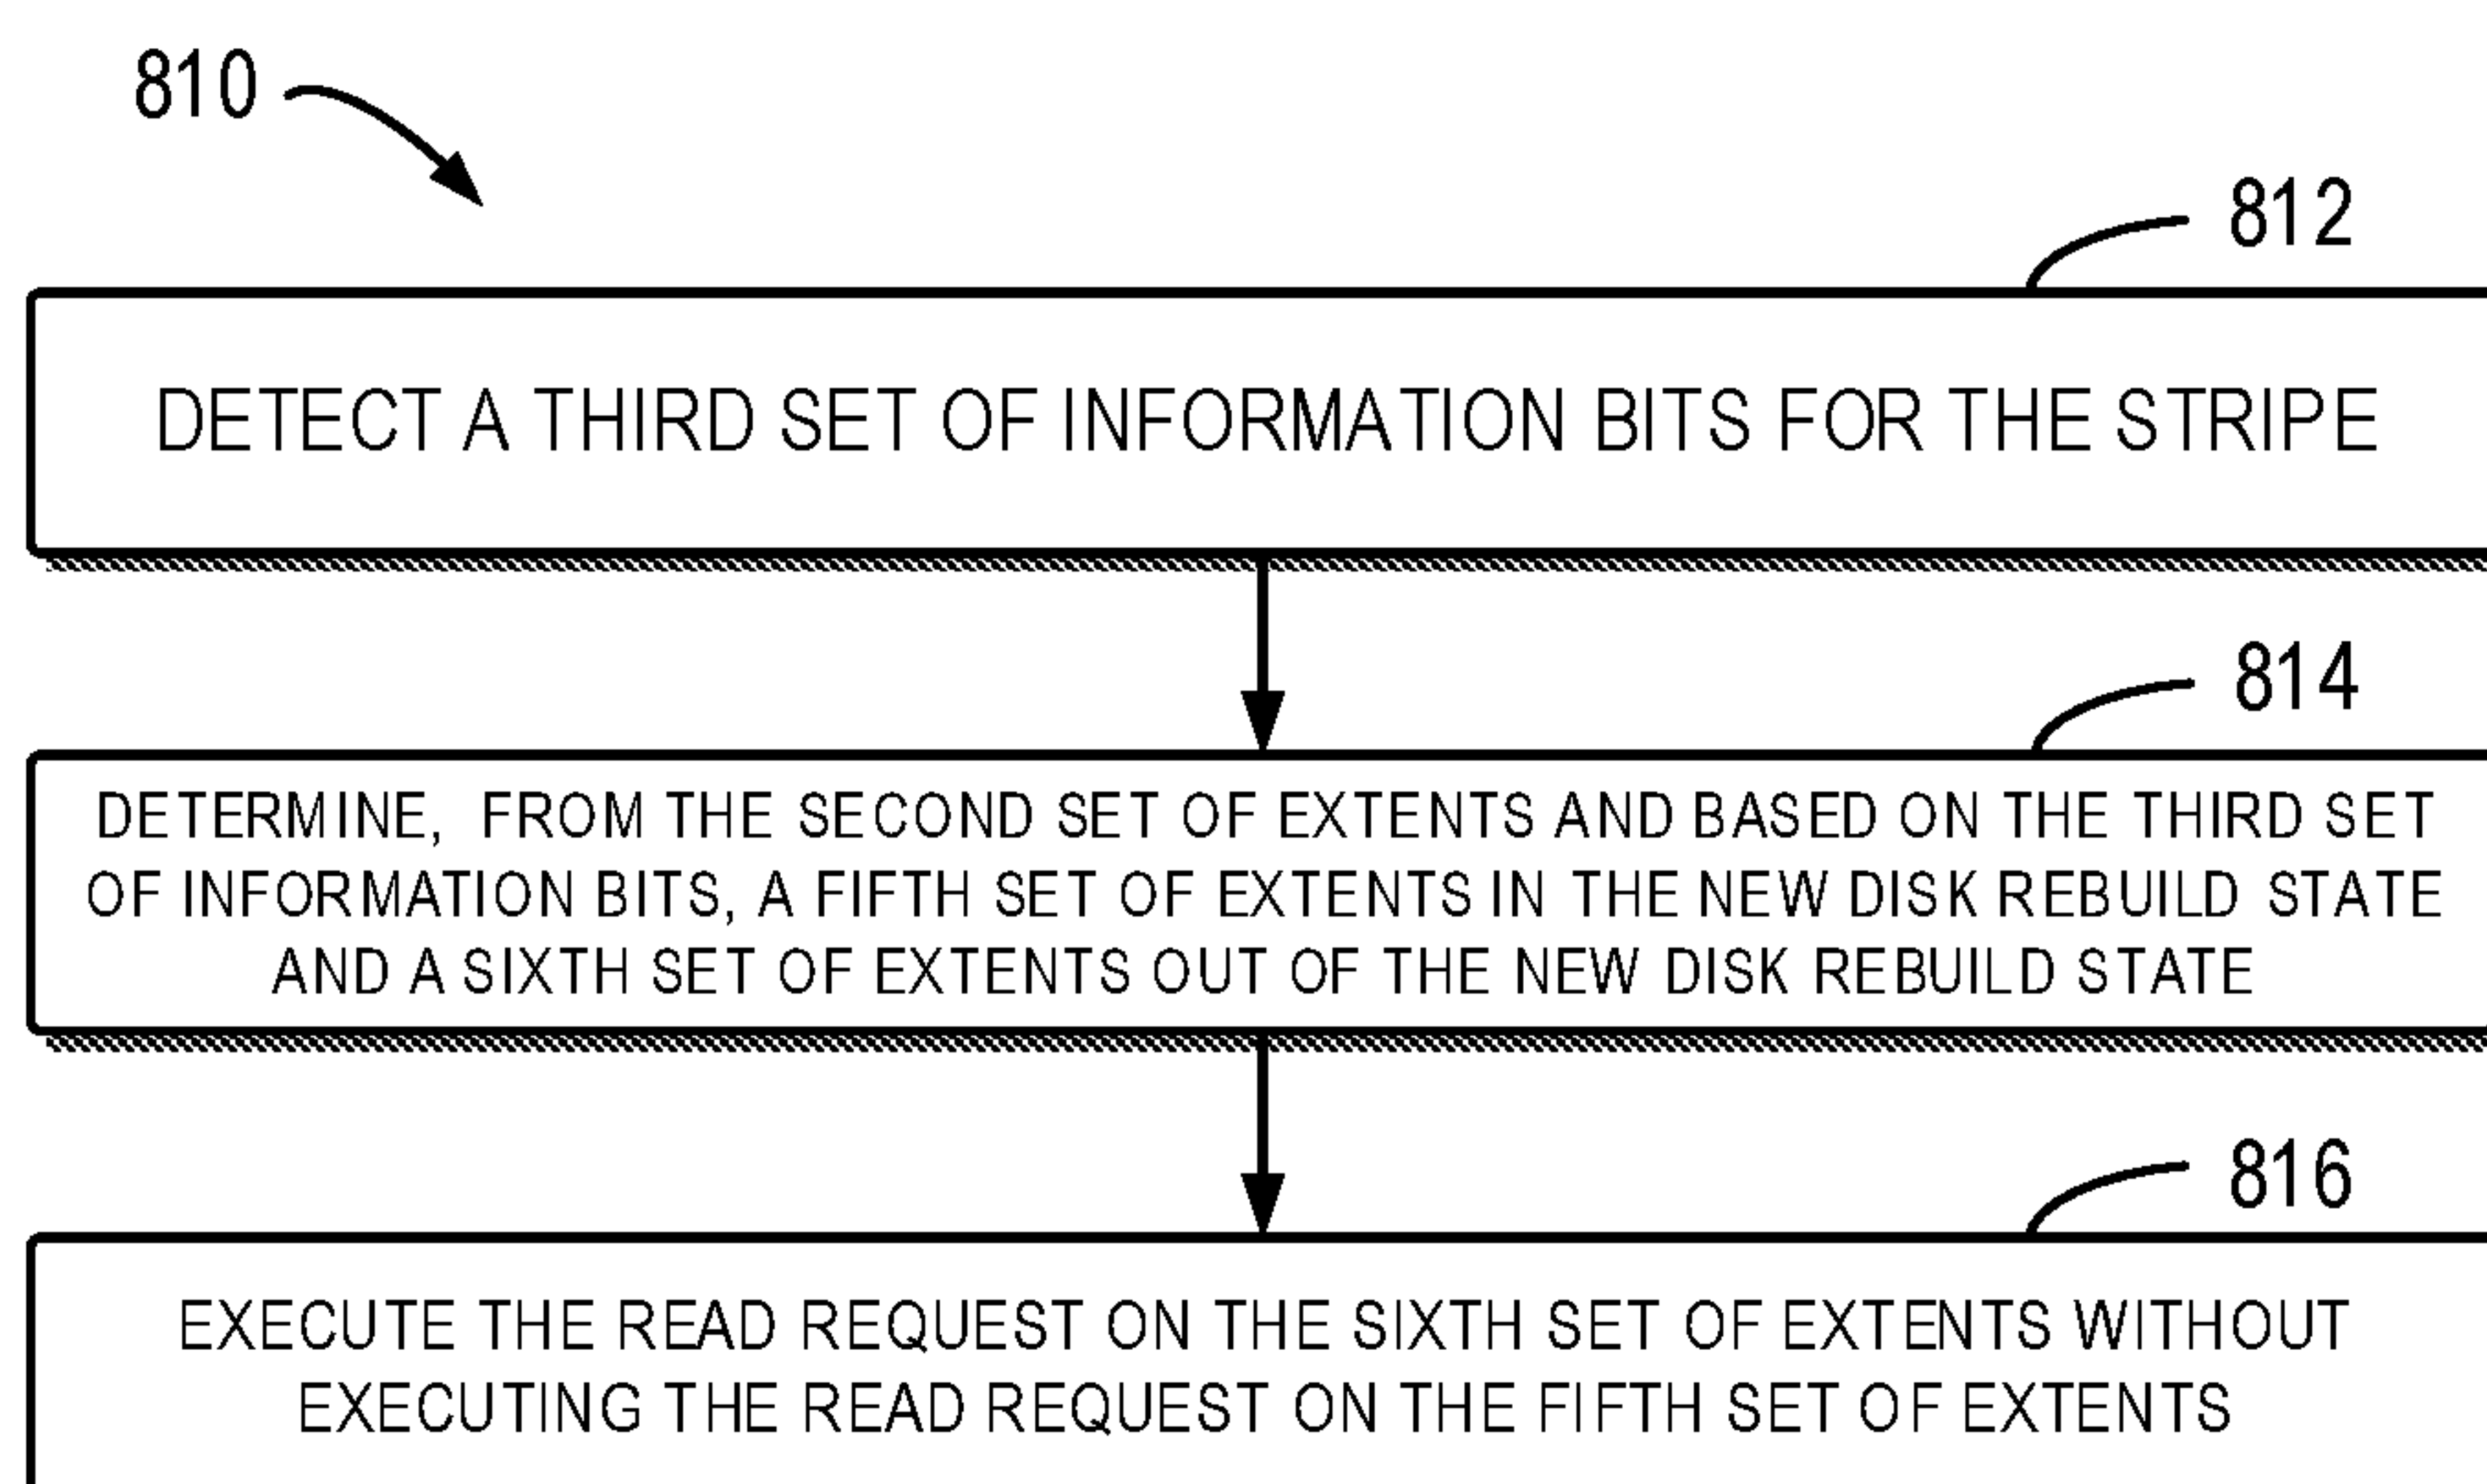 810
812
DETECT A THIRD SET OF INFORMATION BITS FOR THE STRIPE
814
DETERMINE, FROM THE SECOND SET OF EXTENTS AND BASED ON THE THIRD SET
OF INFORMATION BITS, A FIFTH SET OF EXTENTS IN THE NEW DISK REBUILD STATE
AND A SIXTH SET OF EXTENTS OUT OF THE NEW DISK REBUILD STATE
816
EXECUTE THE READ REQUEST ON THE SIXTH SET OF EXTENTS WITHOUT
EXECUTING THE READ REQUEST ON THE FIFTH SET OF EXTENTS